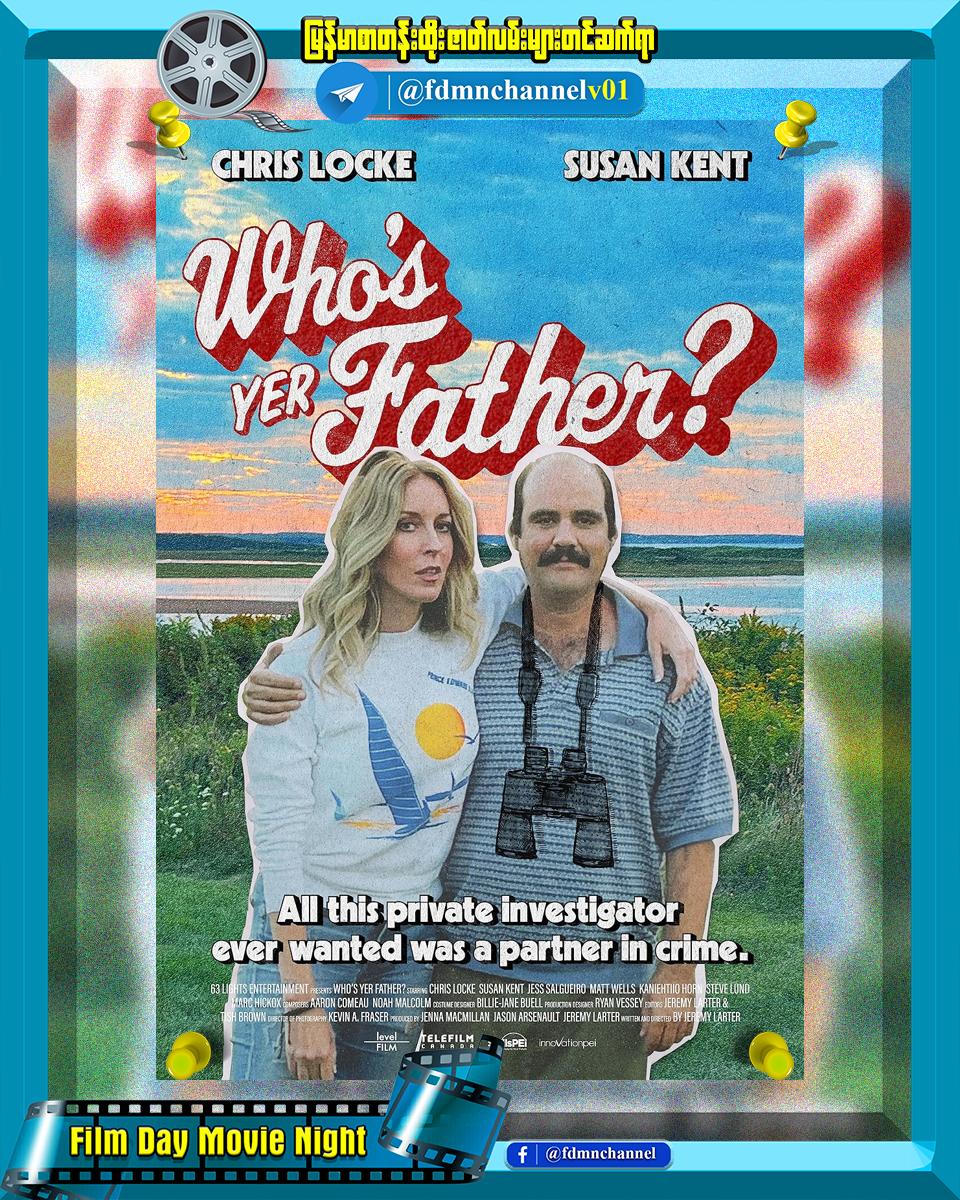 မြန်မာစာတန်းထိုးဇာတ်လမ်းများတင်ဆက်ရာ
@fdmnchannelv01
CHRIS LOCKE SUSAN KENT
Who's
YER Father?
PRINCE EDWARD
All this private investigator
ever wanted was a partner in crime.
63 LIGHTS ENTERTAINMENT PRESENTS WHO'S YER FATHER? STARRING CHRIS LOCKE SUSAN KENT JESS SALGUEIRO MATT WELLS KANIEHTIIO HORN STEVE LUND
MARC HICKOX COMPOSERS AARON COMEAU NOAH MALCOLM COSTUME DESIGNER BILLIE-JANE BUELL PRODUCTION DESIGNER RYAN VESSEY EDITORS JEREMY LARTER &
TISH BROWN DIRECTOR OF PHOTOGRAPHY KEVIN A. FRASER PRODUCED BY JENNA MACMILLAN JASON ARSENAULT JEREMY LARTER WRITTEN AND DIRECTED BY JEREMY LARTER
level FILM TELEFILM CANADA isPEi innovationpei
Film Day Movie Night
@fdmnchannel